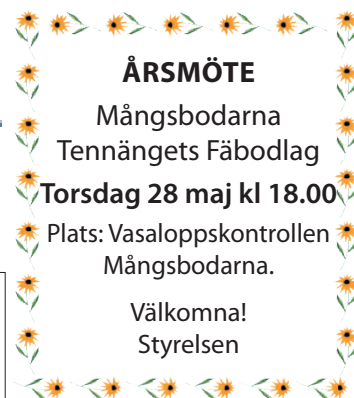 ÅRSMÖTE
Mångsbodarna
Tennängets Fäbodlag
Torsdag 28 maj kl 18.00
Plats: Vasaloppskontrollen
Mångsbodarna.
Välkomna!
Styrelsen